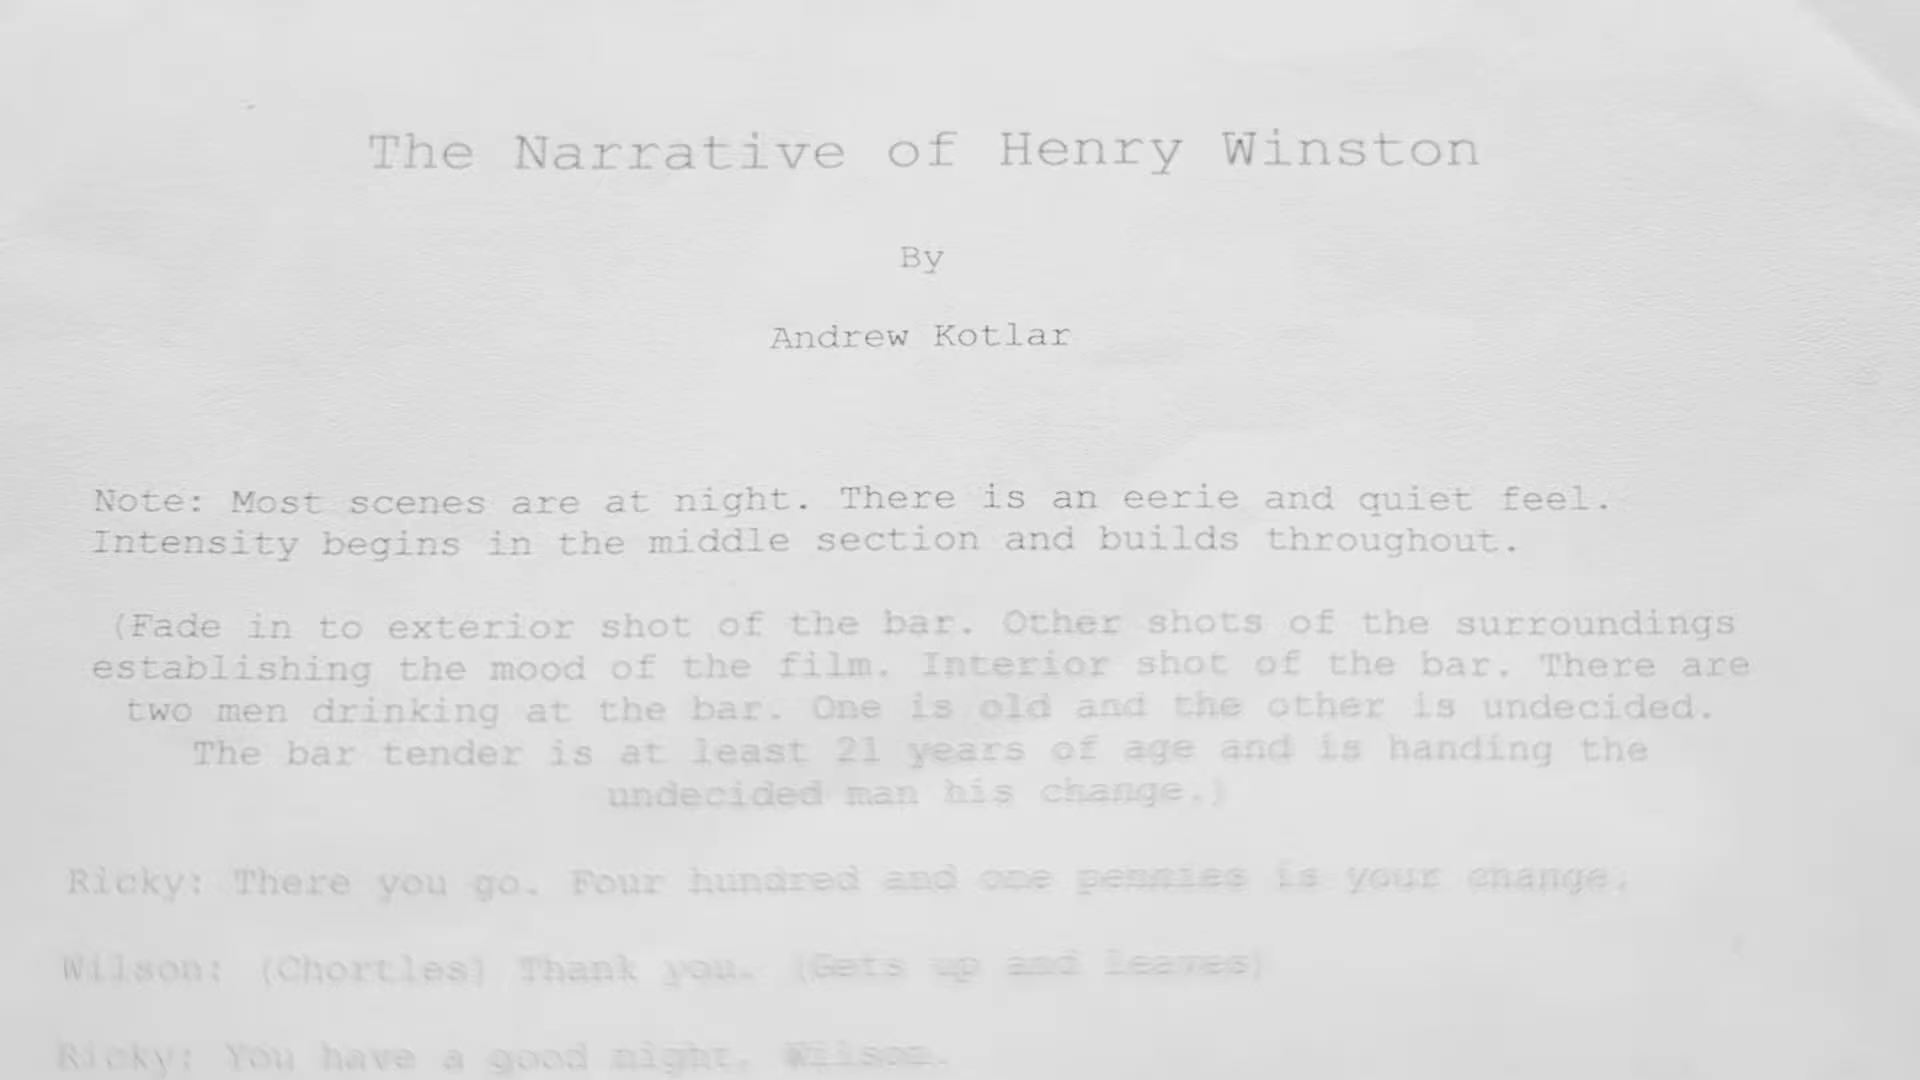 The Narrative of Henry Winston
By
Andrew Kotlar
Note: Most scenes are at night. There is an eerie and quiet feel.
Intensity begins in the middle section and builds throughout.
(Fade in to exterior shot of the bar. Other shots of the surroundings
establishing the mood of the film. Interior shot of the bar. There are
two men drinking at the bar. One is old and the other is undecided.
The bar tender is at least 21 years of age and is handing the
undecided man his change.)
Ricky: There you go. Four hundred and one pennies is your change.
Wilson: (Chortles) Thank you. (Gets up and leaves)
Ricky: You have a good night. Wilson.